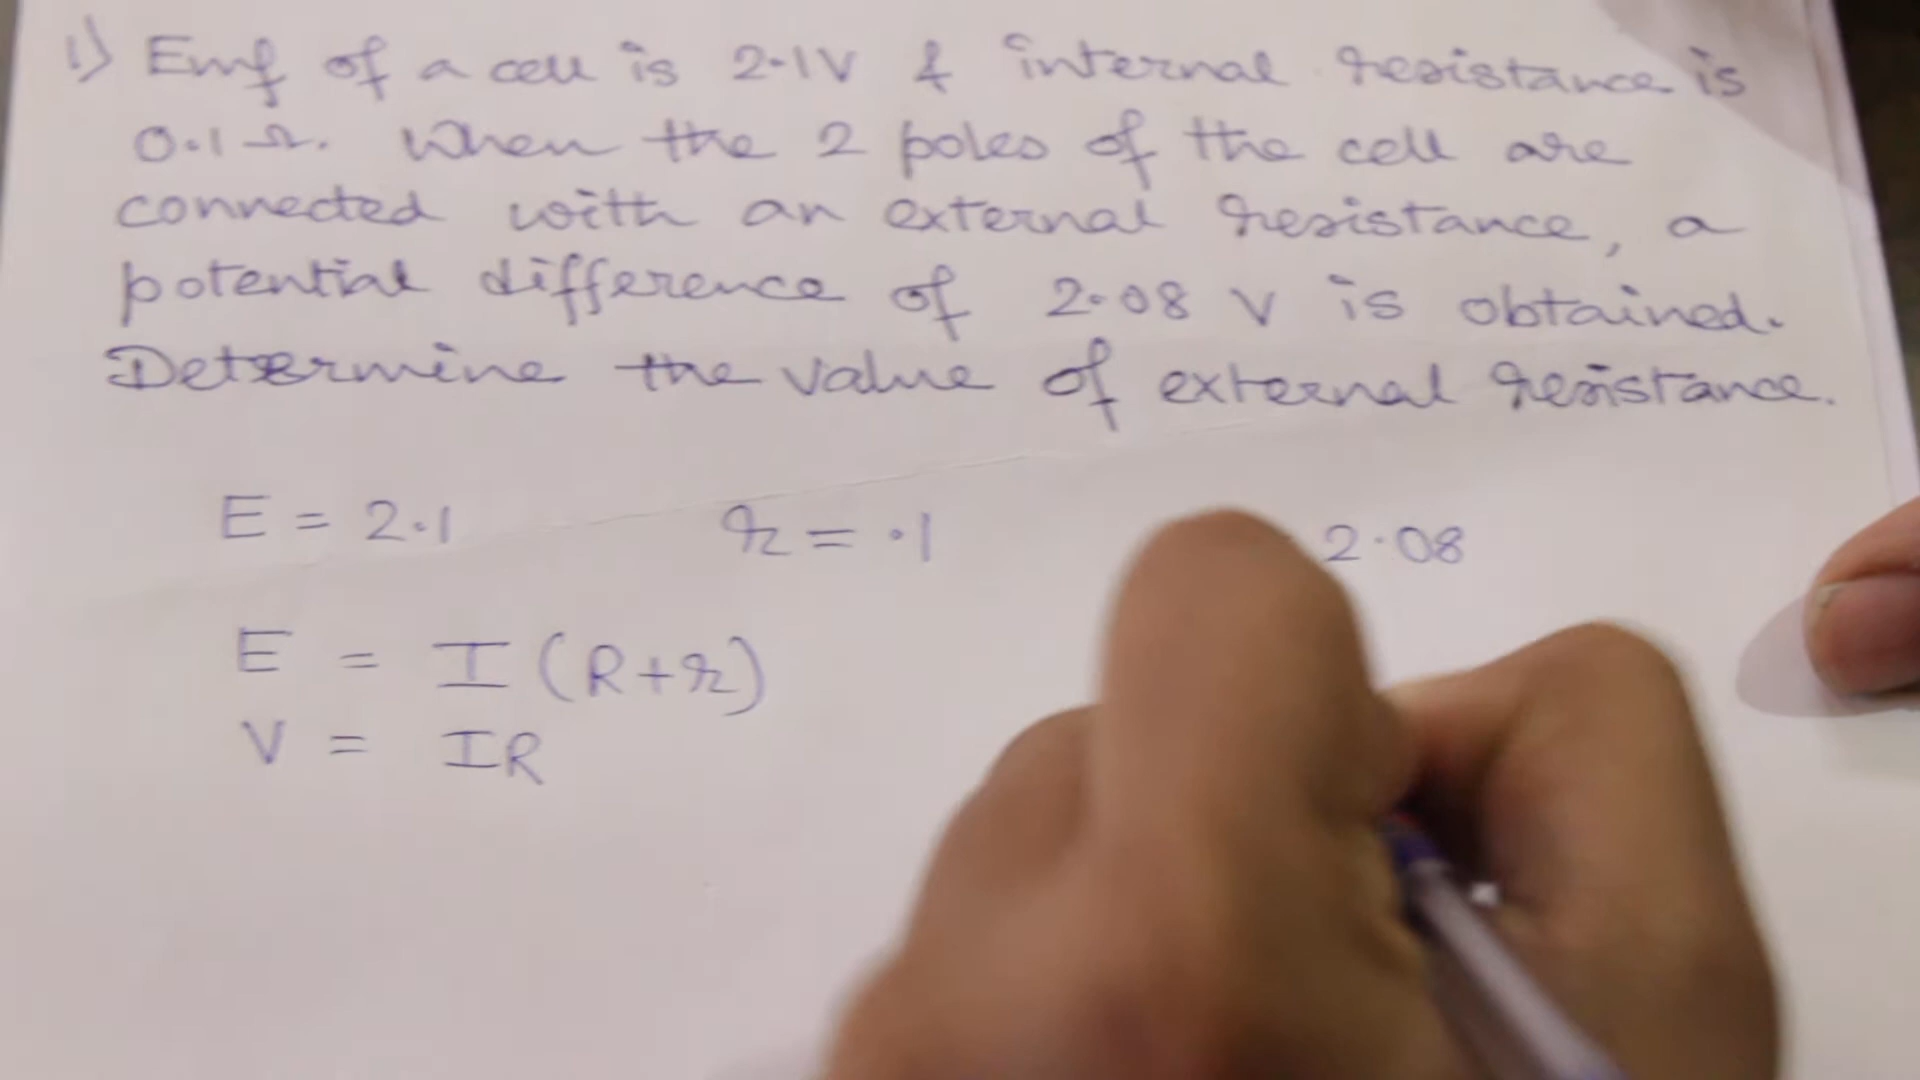 1) Emf of a cell is 2.1V & internal resistance is
0.1 Ω. When the 2 poles of the cell are
connected with an external resistance, a
potential difference of 2.08 V is obtained.
Determine the value of external resistance.
E = 2.1 r = .1 2.08
E = I (R+r)
V = IR